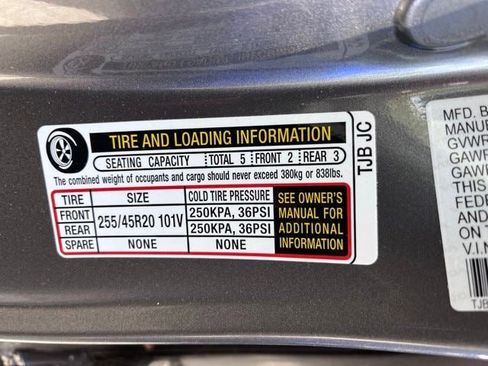 TIRE AND LOADING INFORMATION
SEATING CAPACITY TOTAL 5 FRONT 2 REAR 3
The combined weight of occupants and cargo should never exceed 380kg or 838lbs.
TIRE SIZE COLD TIRE PRESSURE
FRONT 255/45R20 101V 250KPA, 36PSI
REAR 250KPA, 36PSI
SPARE NONE NONE
SEE OWNER'S
MANUAL FOR
ADDITIONAL
INFORMATION
TJB JC
MFD. B
MANUF
GVWR
GAWR
GAWR
THIS
FEDE
AND
ON T
V.I.N
TJB